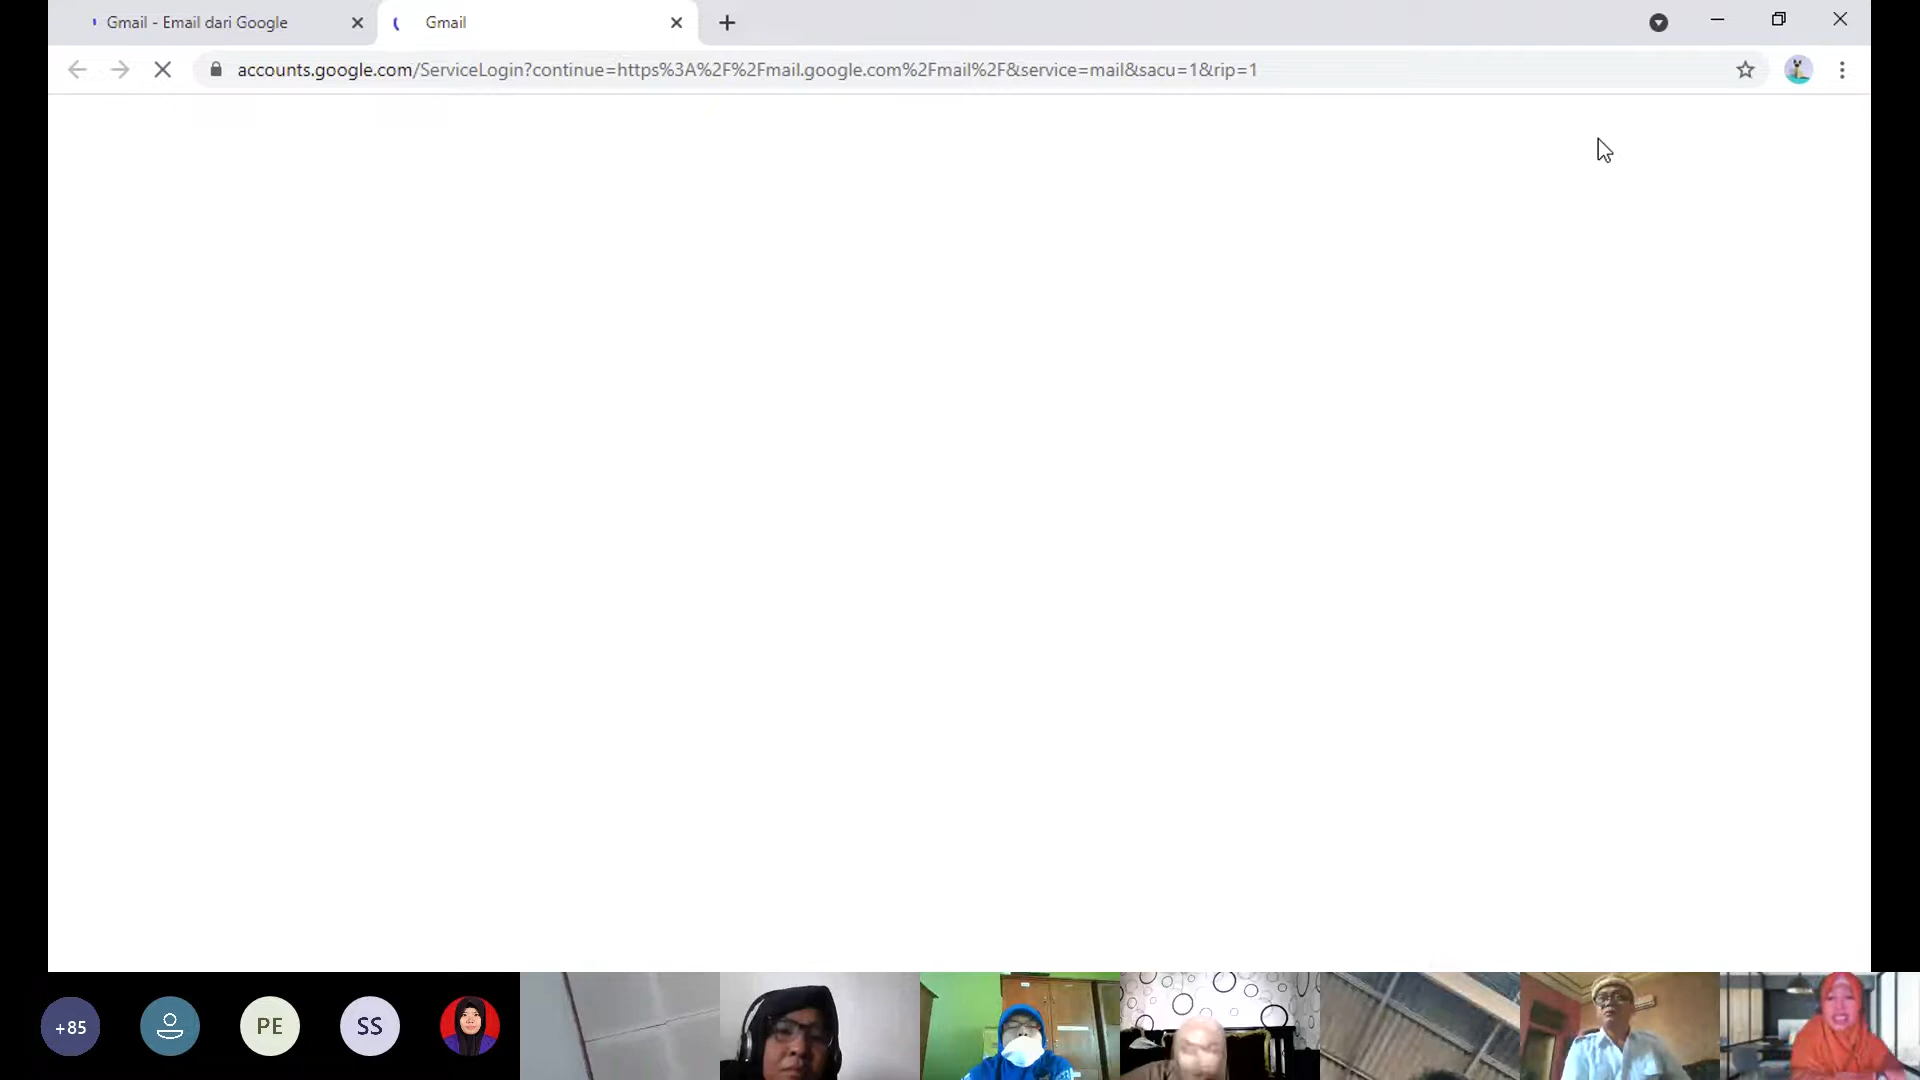 Gmail - Email dari Google
Gmail
accounts.google.com/ServiceLogin?continue=https%3A%2F%2Fmail.google.com%2Fmail%2F&service=mail&sacu=1&rip=1
+85
PE
SS